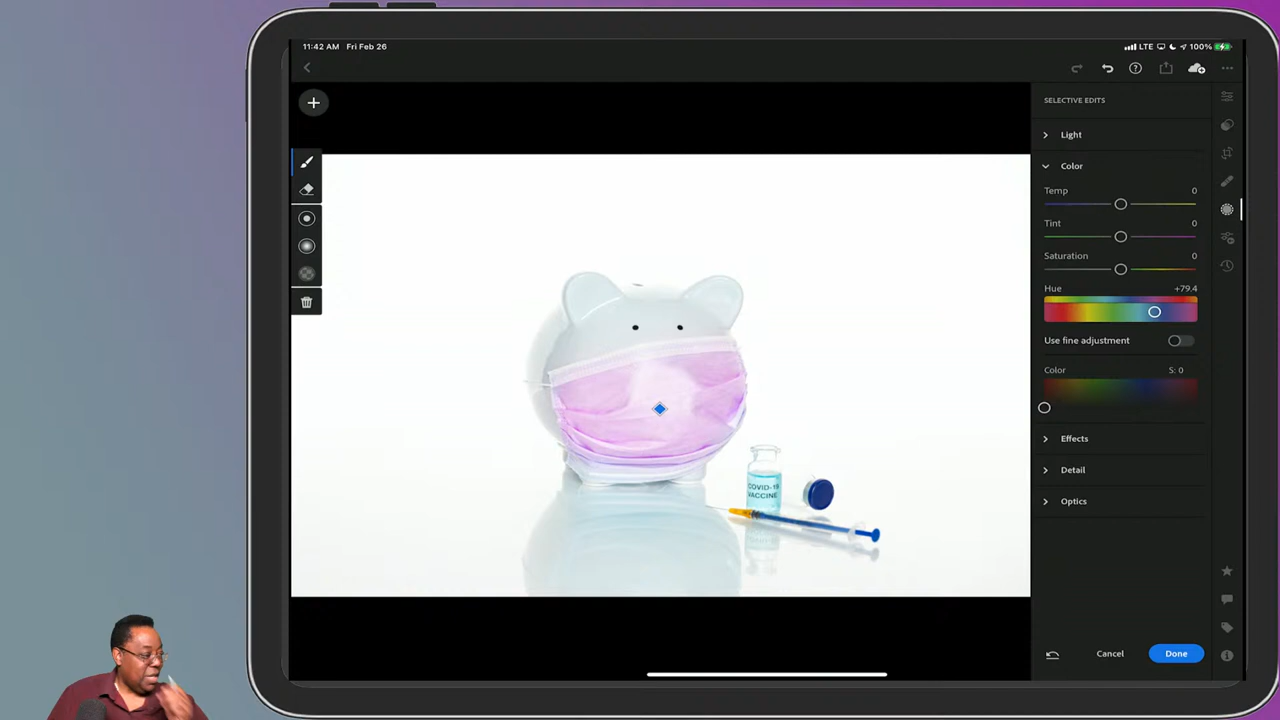 11:42 AM Fri Feb 26
LTE 100%
SELECTIVE EDITS
Light
Color
Temp 0
Tint 0
Saturation 0
Hue +79.4
Use fine adjustment
Color S: 0
Effects
Detail
Optics
COVID-19
VACCINE
Cancel Done